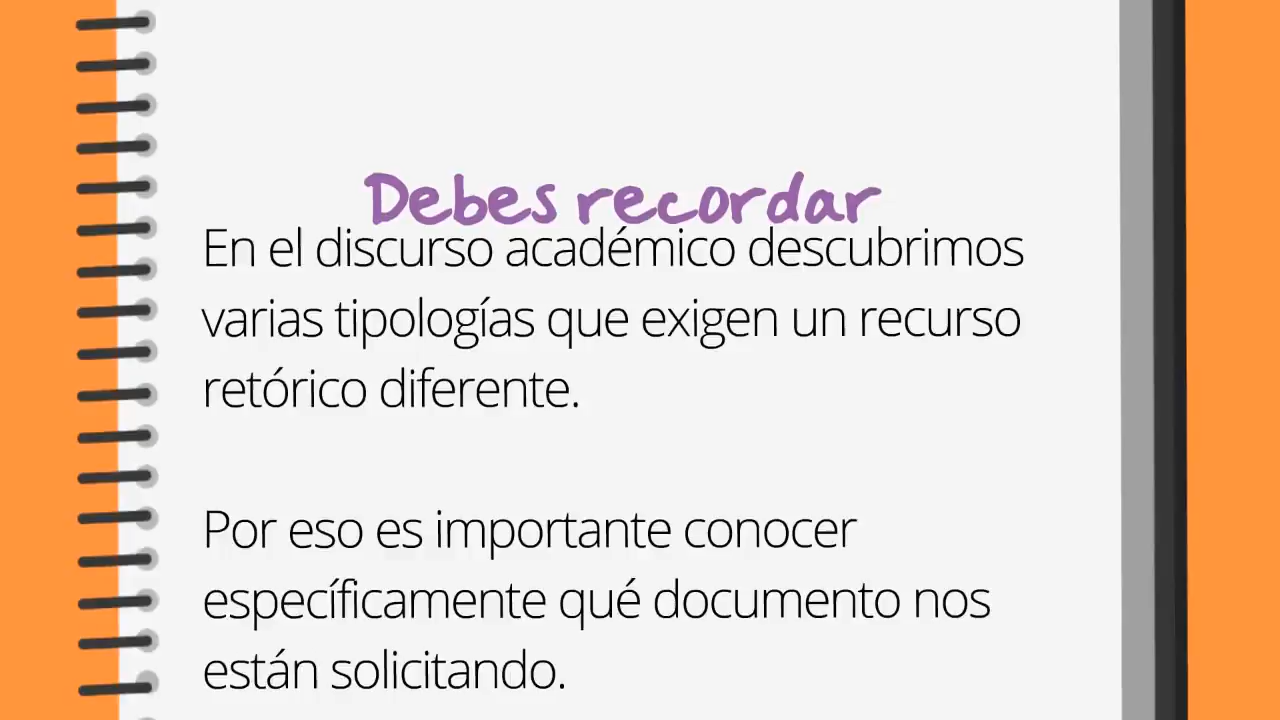 Debes recordar
En el discurso académico descubrimos
varias tipologías que exigen un recurso
retórico diferente.
Por eso es importante conocer
específicamente qué documento nos
están solicitando.